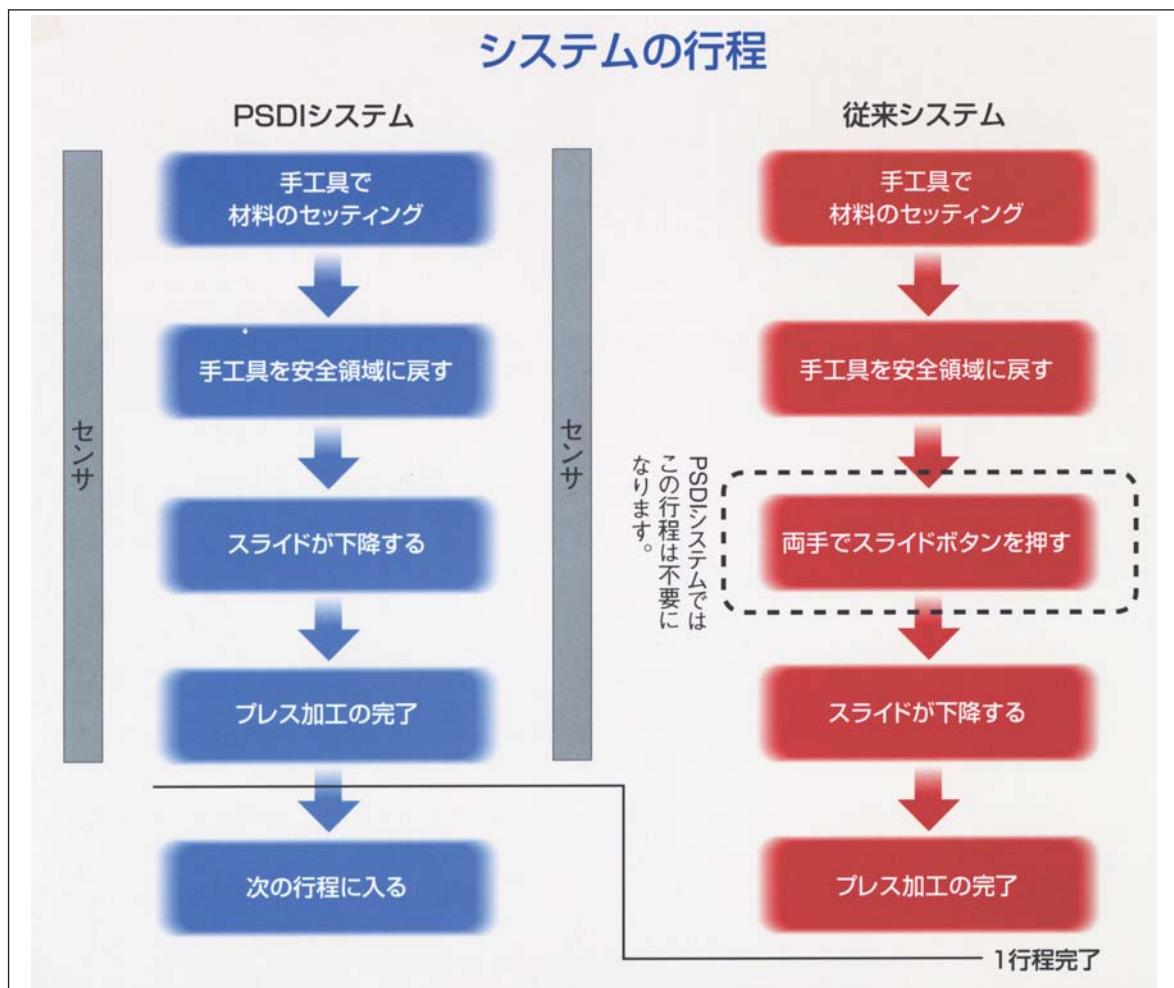 システムの行程
PSDIシステム
センサ
手工具で
材料のセッティング
手工具を安全領域に戻す
スライドが下降する
プレス加工の完了
次の行程に入る
センサ
従来システム
手工具で
材料のセッティング
手工具を安全領域に戻す
PSDIシステムでは
この行程は不要に
なります。
両手でスライドボタンを押す
スライドが下降する
プレス加工の完了
1行程完了